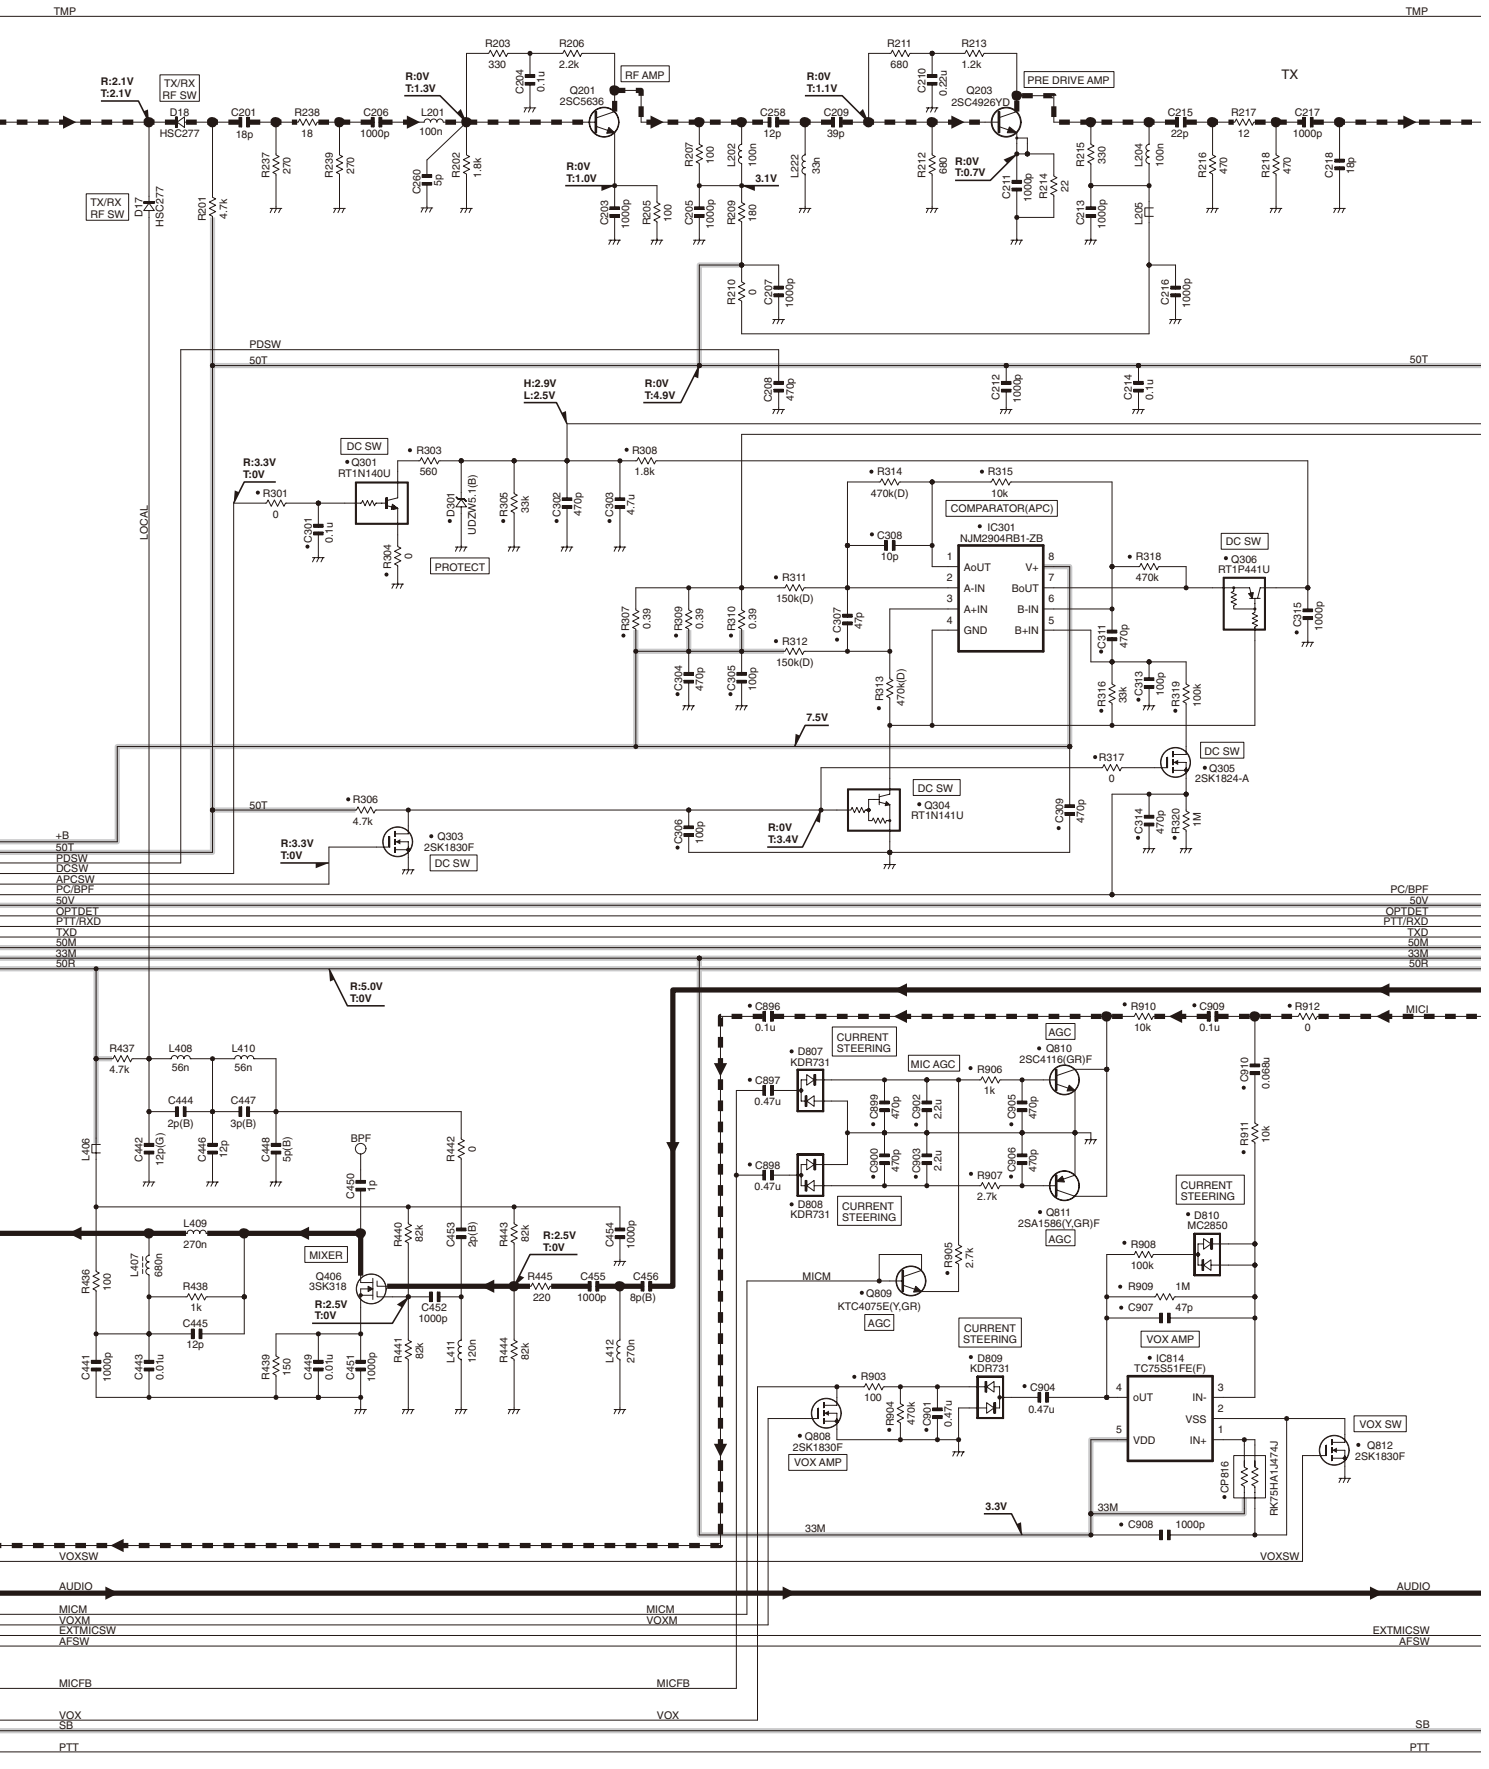 TMP
TMP
R203
330
R206
2.2k
C204
0.1u
R:2.1V
T:2.1V
TX/RX
RF SW
D18
HSC277
C201
18p
R238
18
C206
1000p
L201
100n
R:0V
T:1.3V
Q201
2SC5636
RF AMP
R:0V
T:1.1V
C258
12p
C209
39p
R211
680
R213
1.2k
C210
0.22u
Q203
2SC4926YD
PRE DRIVE AMP
TX
C215
22p
R217
12
C217
1000p
R237
270
R239
270
C260
5p
R202
1.8k
R:0V
T:1.0V
R207
100
L202
100n
3.1V
L222
33n
R212
680
R:0V
T:0.7V
C211
1000p
R214
22
R215
330
L204
100n
R216
470
R218
470
C218
18p
TX/RX
RF SW
D17
HSC277
R201
4.7k
C203
1000p
R205
100
C205
1000p
R209
180
C213
1000p
L205
R210
0
C207
1000p
C216
1000p
PDSW
50T
50T
H:2.9V
L:2.5V
R:0V
T:4.9V
C208
470p
C212
1000p
C214
0.1u
DC SW
Q301
RT1N140U
R303
560
R308
1.8k
R:3.3V
T:0V
R301
0
C301
0.1u
R304
0
D301
UDZW5.1(B)
R305
33k
C302
470p
C303
4.7u
PROTECT
LOCAL
R314
470k(D)
R315
10k
COMPARATOR(APC)
IC301
NJM2904RB1-ZB
C308
10p
1
AoUT
2
A-IN
3
A+IN
4
GND
8
V+
7
BoUT
6
B-IN
5
B+IN
R318
470k
DC SW
Q306
RT1P441U
R311
150k(D)
R307
0.39
R309
0.39
R310
0.39
C307
47p
C311
470p
C315
1000p
R312
150k(D)
C304
470p
C305
100p
R313
470k(D)
R316
33k
C313
100p
R319
100k
7.5V
R317
0
DC SW
Q305
2SK1824-A
50T
R306
4.7k
DC SW
Q304
RT1N141U
C309
470p
C314
470p
R320
1M
R:3.3V
T:0V
Q303
2SK1830F
DC SW
C306
100p
R:0V
T:3.4V
+B
50T
PDSW
DCSW
APCSW
PC/BPF
PC/BPF
50V
50V
OPTDET
OPTDET
PTT/RXD
PTT/RXD
TXD
TXD
50M
50M
33M
33M
50R
50R
R:5.0V
T:0V
C896
0.1u
R910
10k
C909
0.1u
R912
0
MICI
R437
4.7k
L408
56n
L410
56n
CURRENT
STEERING
D807
KDR731
AGC
Q810
2SC4116(GR)F
MIC AGC
R906
1k
C910
0.068u
C897
0.47u
C899
470p
C902
2.2u
C905
470p
C444
2p(B)
C447
3p(B)
L406
C442
12p(G)
C446
12p
C448
5p(B)
BPF
R442
0
R911
10k
C900
470p
C903
2.2u
C906
470p
C898
0.47u
R907
2.7k
C450
1p
CURRENT
STEERING
D808
KDR731
CURRENT
STEERING
Q811
2SA1586(Y,GR)F
AGC
D810
MC2850
L409
270n
L407
680n
MIXER
R440
82k
C453
2p(B)
R443
82k
R:2.5V
T:0V
C454
1000p
R905
2.7k
R908
100k
R436
100
R438
1k
Q406
3SK318
R445
220
C455
1000p
C456
8p(B)
MICM
Q809
KTC4075E(Y,GR)
AGC
R909
1M
C907
47p
R:2.5V
T:0V
C452
1000p
C445
12p
VOX AMP
IC814
TC75S51FE(F)
CURRENT
STEERING
D809
KDR731
C441
1000p
C443
0.01u
R439
150
C449
0.01u
C451
1000p
R441
82k
L411
120n
R444
82k
L412
270n
R903
100
C904
0.47u
4
oUT
5
VDD
3
IN-
2
VSS
1
IN+
R904
470k
C901
0.47u
Q808
2SK1830F
VOX AMP
VOX SW
Q812
2SK1830F
CP816
RK75HA1J474J
3.3V
33M
33M
C908
1000p
VOXSW
VOXSW
AUDIO
AUDIO
MICM
MICM
VOXM
VOXM
EXTMICSW
EXTMICSW
AFSW
AFSW
MICFB
MICFB
VOX
VOX
SB
SB
PTT
PTT